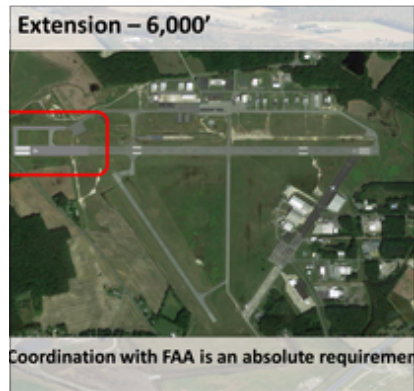 Extension – 6,000’
Coordination with FAA is an absolute requiremen